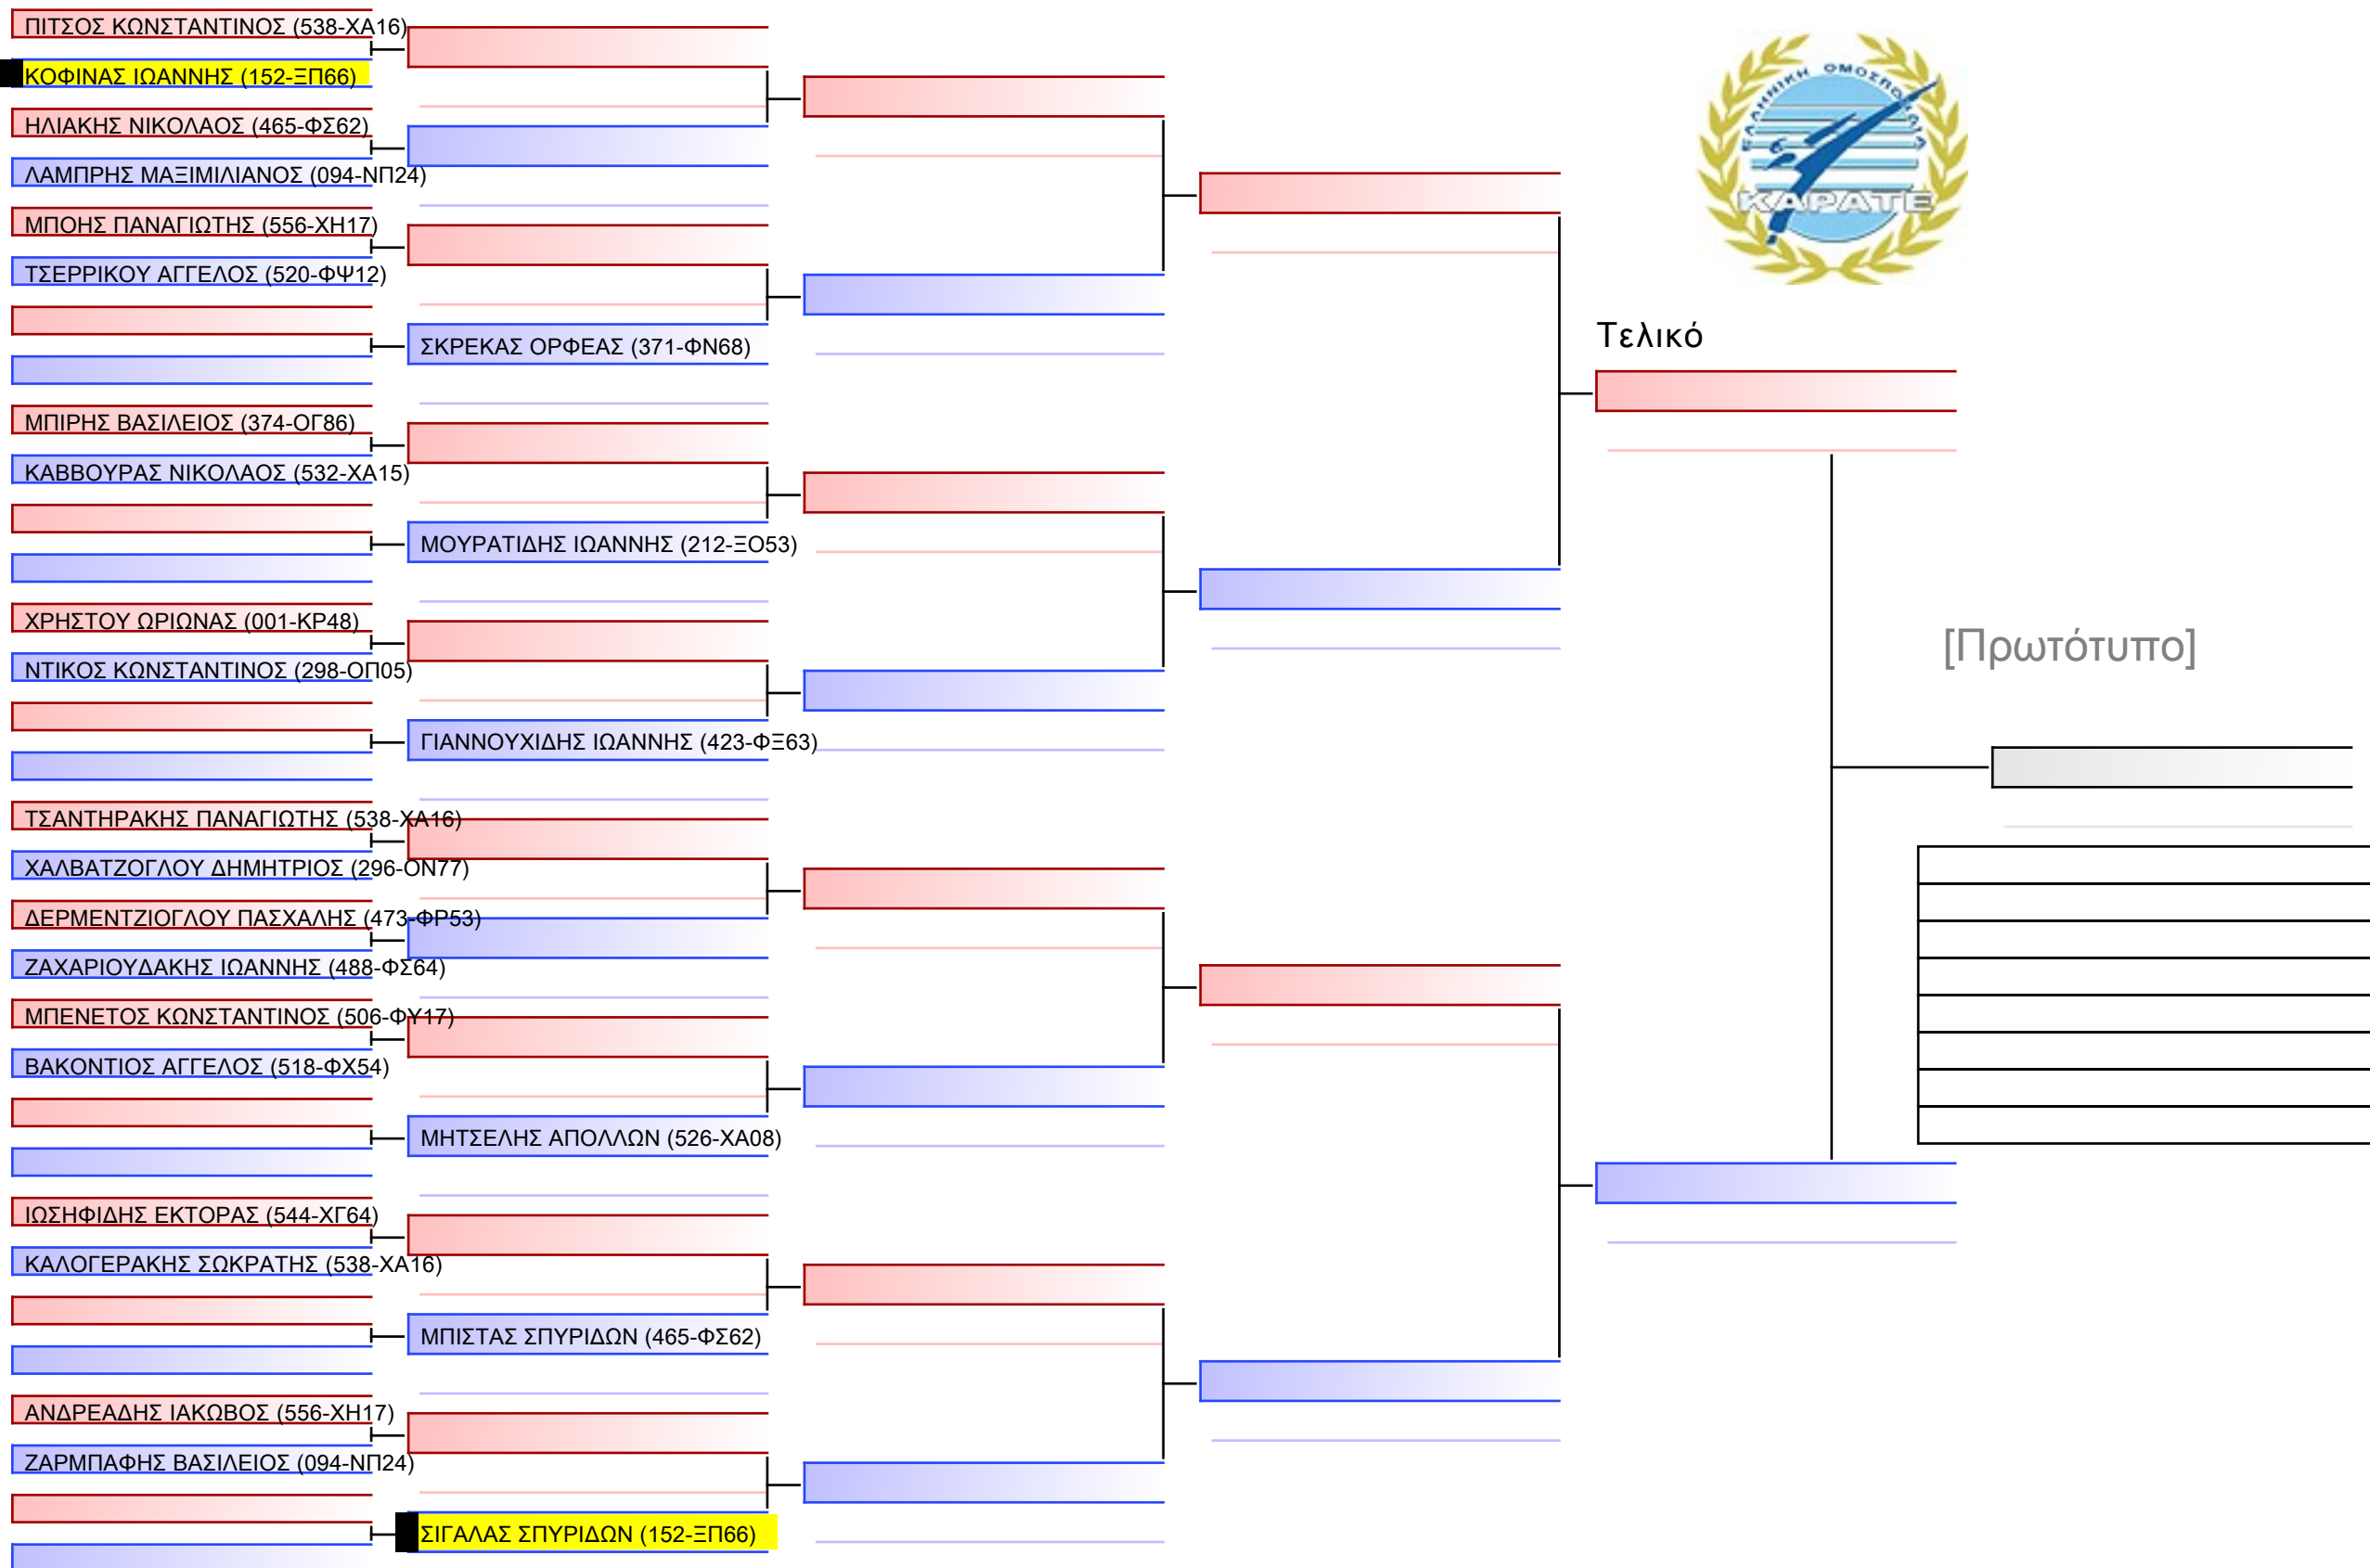 ΠΙΤΣΟΣ ΚΩΝΣΤΑΝΤΙΝΟΣ (538-ΧΑ16)
ΚΟΦΙΝΑΣ ΙΩΑΝΝΗΣ (152-ΞΠ66)
ΗΛΙΑΚΗΣ ΝΙΚΟΛΑΟΣ (465-ΦΣ62)
ΛΑΜΠΡΗΣ ΜΑΞΙΜΙΛΙΑΝΟΣ (094-ΝΠ24)
ΜΠΟΗΣ ΠΑΝΑΓΙΩΤΗΣ (556-ΧΗ17)
ΤΣΕΡΡΙΚΟΥ ΑΓΓΕΛΟΣ (520-ΦΨ12)
ΣΚΡΕΚΑΣ ΟΡΦΕΑΣ (371-ΦΝ68)
ΜΠΙΡΗΣ ΒΑΣΙΛΕΙΟΣ (374-ΟΓ86)
ΚΑΒΒΟΥΡΑΣ ΝΙΚΟΛΑΟΣ (532-ΧΑ15)
ΜΟΥΡΑΤΙΔΗΣ ΙΩΑΝΝΗΣ (212-ΞΟ53)
ΧΡΗΣΤΟΥ ΩΡΙΩΝΑΣ (001-ΚΡ48)
ΝΤΙΚΟΣ ΚΩΝΣΤΑΝΤΙΝΟΣ (298-ΟΠ05)
ΓΙΑΝΝΟΥΧΙΔΗΣ ΙΩΑΝΝΗΣ (423-ΦΞ63)
ΤΣΑΝΤΗΡΑΚΗΣ ΠΑΝΑΓΙΩΤΗΣ (538-ΧΑ16)
ΧΑΛΒΑΤΖΟΓΛΟΥ ΔΗΜΗΤΡΙΟΣ (296-ΟΝ77)
ΔΕΡΜΕΝΤΖΙΟΓΛΟΥ ΠΑΣΧΑΛΗΣ (473-ΦΡ53)
ΖΑΧΑΡΙΟΥΔΑΚΗΣ ΙΩΑΝΝΗΣ (488-ΦΣ64)
ΜΠΕΝΕΤΟΣ ΚΩΝΣΤΑΝΤΙΝΟΣ (506-ΦΥ17)
ΒΑΚΟΝΤΙΟΣ ΑΓΓΕΛΟΣ (518-ΦΧ54)
ΜΗΤΣΕΛΗΣ ΑΠΟΛΛΩΝ (526-ΧΑ08)
ΙΩΣΗΦΙΔΗΣ ΕΚΤΟΡΑΣ (544-ΧΓ64)
ΚΑΛΟΓΕΡΑΚΗΣ ΣΩΚΡΑΤΗΣ (538-ΧΑ16)
ΜΠΙΣΤΑΣ ΣΠΥΡΙΔΩΝ (465-ΦΣ62)
ΑΝΔΡΕΑΔΗΣ ΙΑΚΩΒΟΣ (556-ΧΗ17)
ΖΑΡΜΠΑΦΗΣ ΒΑΣΙΛΕΙΟΣ (094-ΝΠ24)
ΣΙΓΑΛΑΣ ΣΠΥΡΙΔΩΝ (152-ΞΠ66)
ΕΛΛΗΝΙΚΗ ΟΜΟΣΠΟΝΔΙΑ
ΚΑΡΑΤΕ
Τελικό
[Πρωτότυπο]